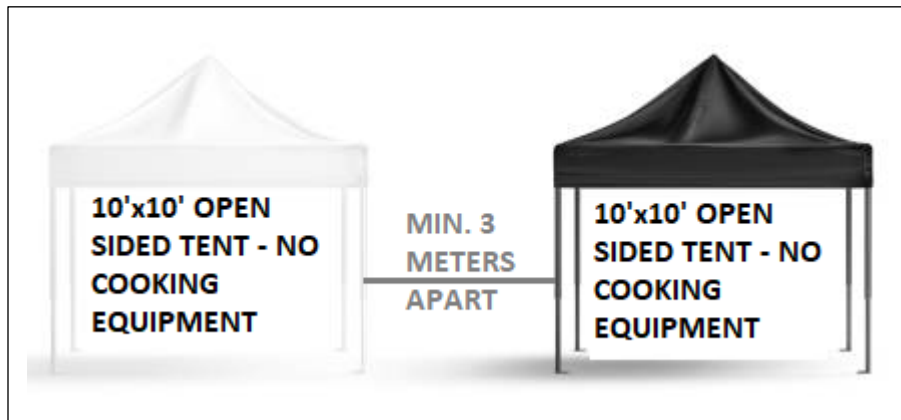 10'x10' OPEN
SIDED TENT - NO
COOKING
EQUIPMENT
MIN. 3
METERS
APART
10'x10' OPEN
SIDED TENT - NO
COOKING
EQUIPMENT